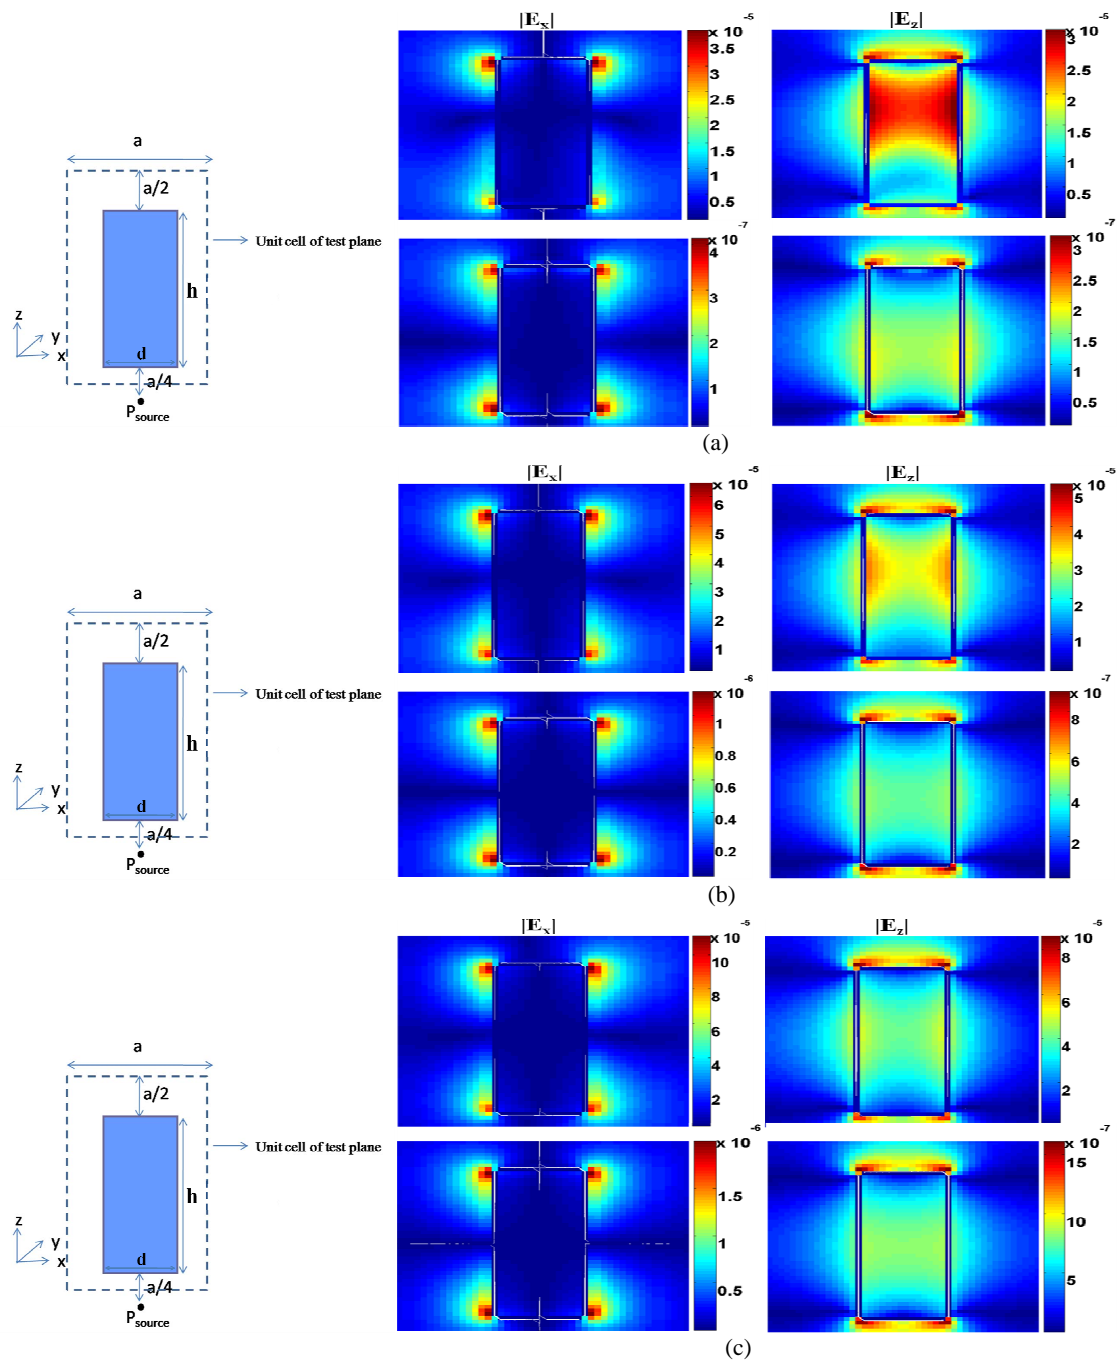 |Eₓ|
|E_z|
x 10 -5
3.5
3
2.5
2
1.5
1
0.5
x 10 -5
3
2.5
2
1.5
1
0.5
a
a/2
Unit cell of test plane
h
z
y
x
d
a/4
P_source
x 10 -7
4
3
2
1
x 10 -7
3
2.5
2
1.5
1
0.5
(a)
|Eₓ|
|E_z|
x 10 -5
6
5
4
3
2
1
x 10 -5
5
4
3
2
1
a
a/2
Unit cell of test plane
h
z
y
x
d
a/4
P_source
x 10 -6
1
0.8
0.6
0.4
0.2
x 10 -7
8
6
4
2
(b)
|Eₓ|
|E_z|
x 10 -5
10
8
6
4
2
x 10 -5
8
6
4
2
a
a/2
Unit cell of test plane
h
z
y
x
d
a/4
P_source
x 10 -6
1.5
1
0.5
x 10 -7
15
10
5
(c)